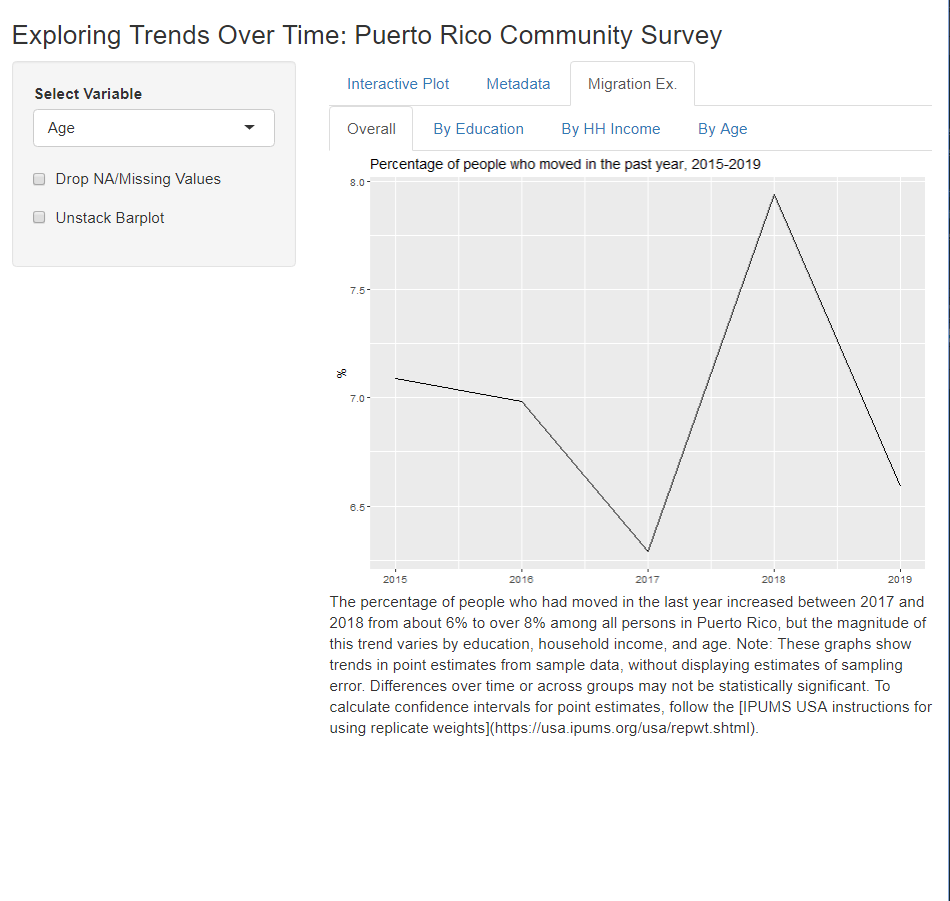 Exploring Trends Over Time: Puerto Rico Community Survey
Select Variable
Age
Drop NA/Missing Values
Unstack Barplot
Interactive Plot
Metadata
Migration Ex.
Overall
By Education
By HH Income
By Age
Percentage of people who moved in the past year, 2015-2019
8.0
7.5
7.0
6.5
%
2015
2016
2017
2018
2019
The percentage of people who had moved in the last year increased between 2017 and
2018 from about 6% to over 8% among all persons in Puerto Rico, but the magnitude of
this trend varies by education, household income, and age. Note: These graphs show
trends in point estimates from sample data, without displaying estimates of sampling
error. Differences over time or across groups may not be statistically significant. To
calculate confidence intervals for point estimates, follow the [IPUMS USA instructions for
using replicate weights](https://usa.ipums.org/usa/repwt.shtml).